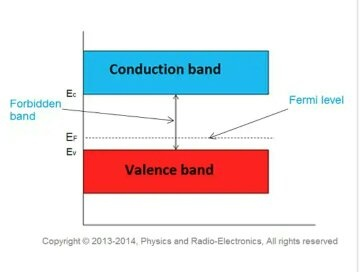 Conduction band
Ec
Forbidden
band
Fermi level
EF
Ev
Valence band
Copyright © 2013-2014, Physics and Radio-Electronics, All rights reserved